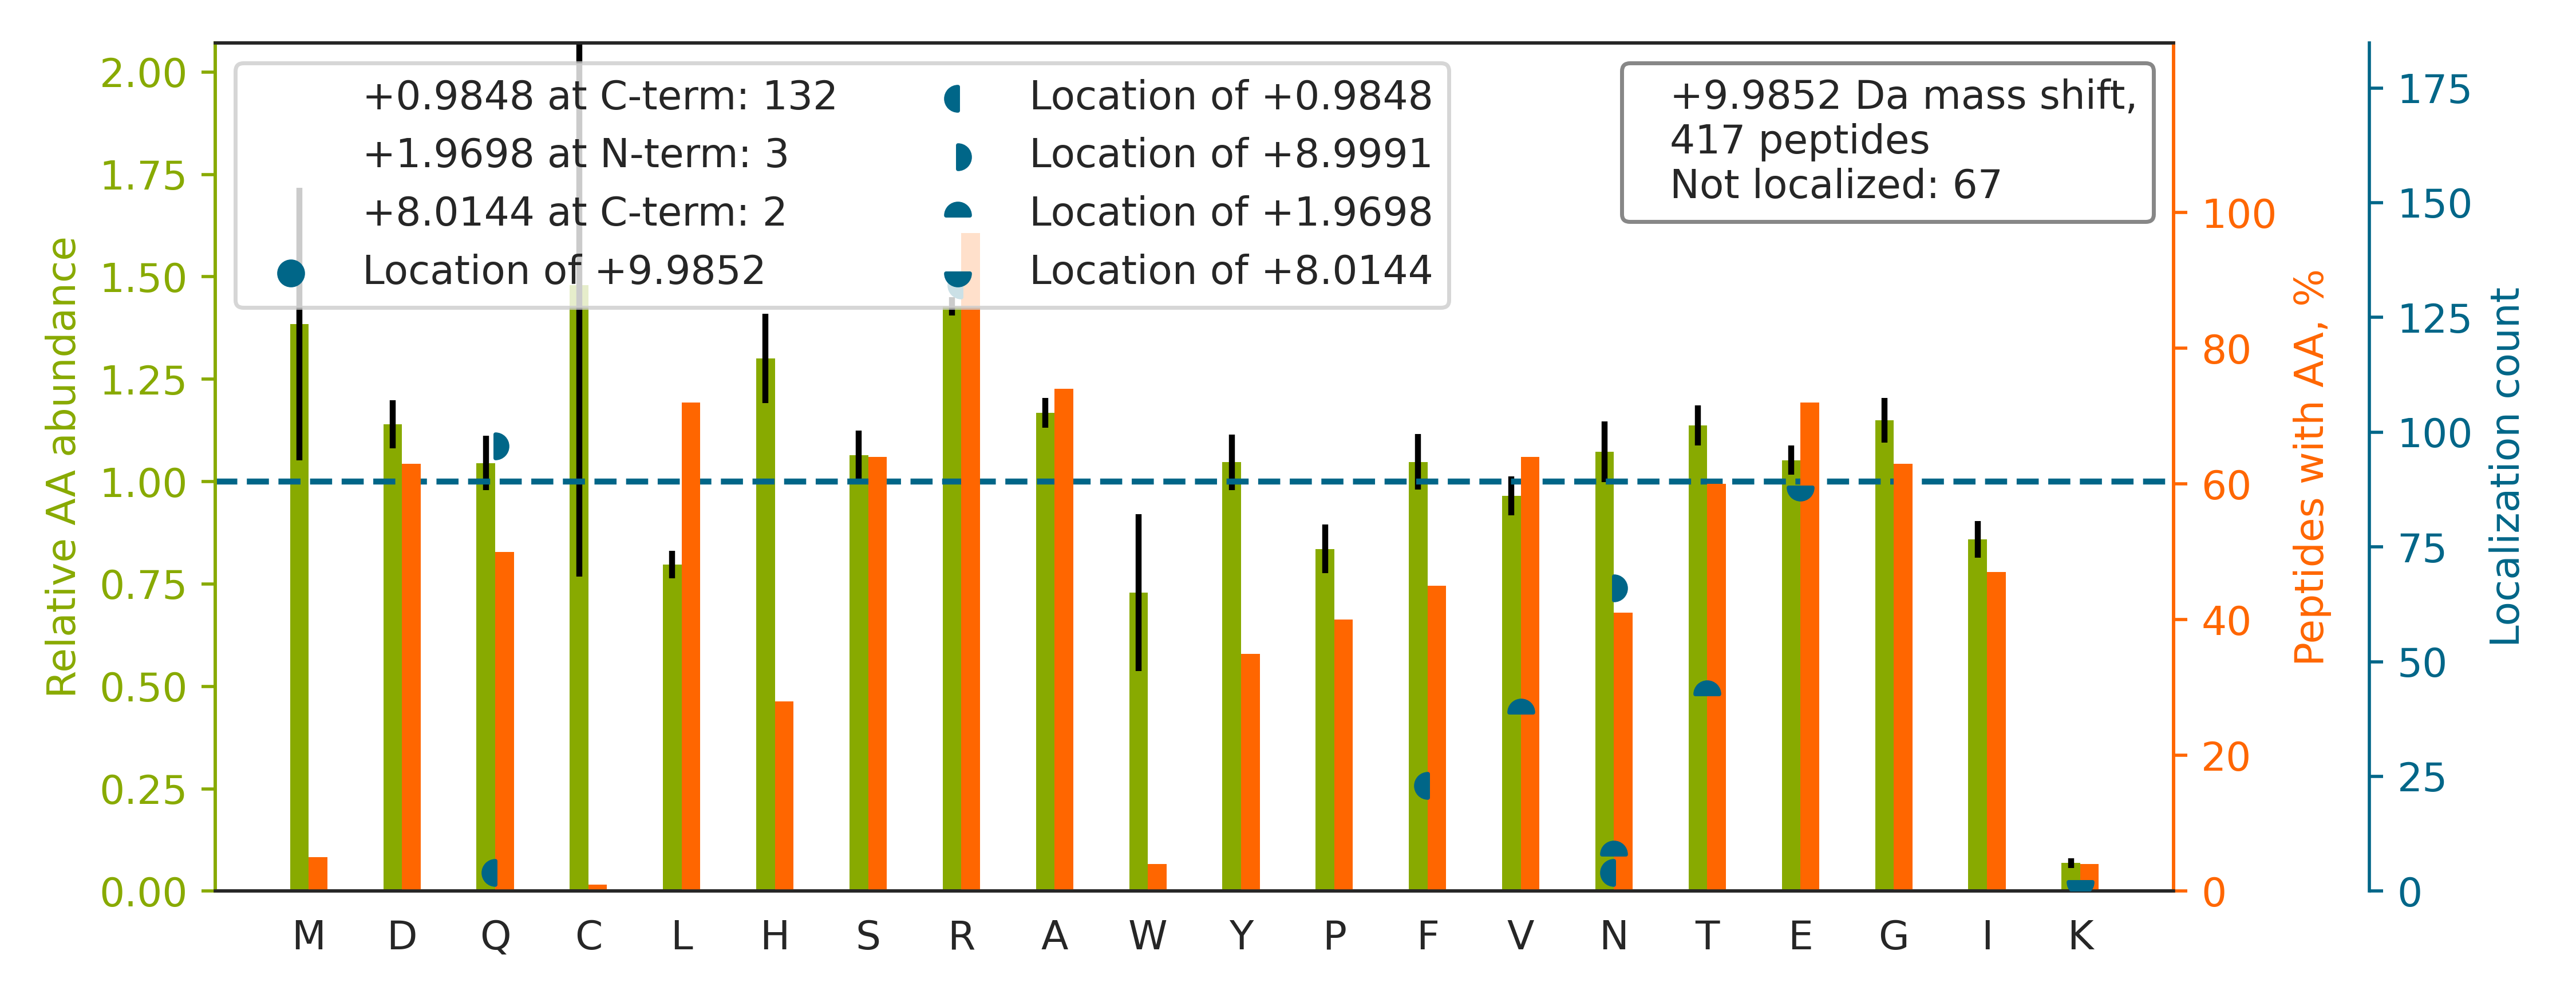 2.00
1.75
1.50
1.25
1.00
0.75
0.50
0.25
0.00
Relative AA abundance
+0.9848 at C-term: 132
+1.9698 at N-term: 3
+8.0144 at C-term: 2
Location of +9.9852
Location of +0.9848
Location of +8.9991
Location of +1.9698
Location of +8.0144
+9.9852 Da mass shift,
417 peptides
Not localized: 67
100
80
60
40
20
0
Peptides with AA, %
175
150
125
100
75
50
25
0
Localization count
M D Q C L H S R A W Y P F V N T E G I K